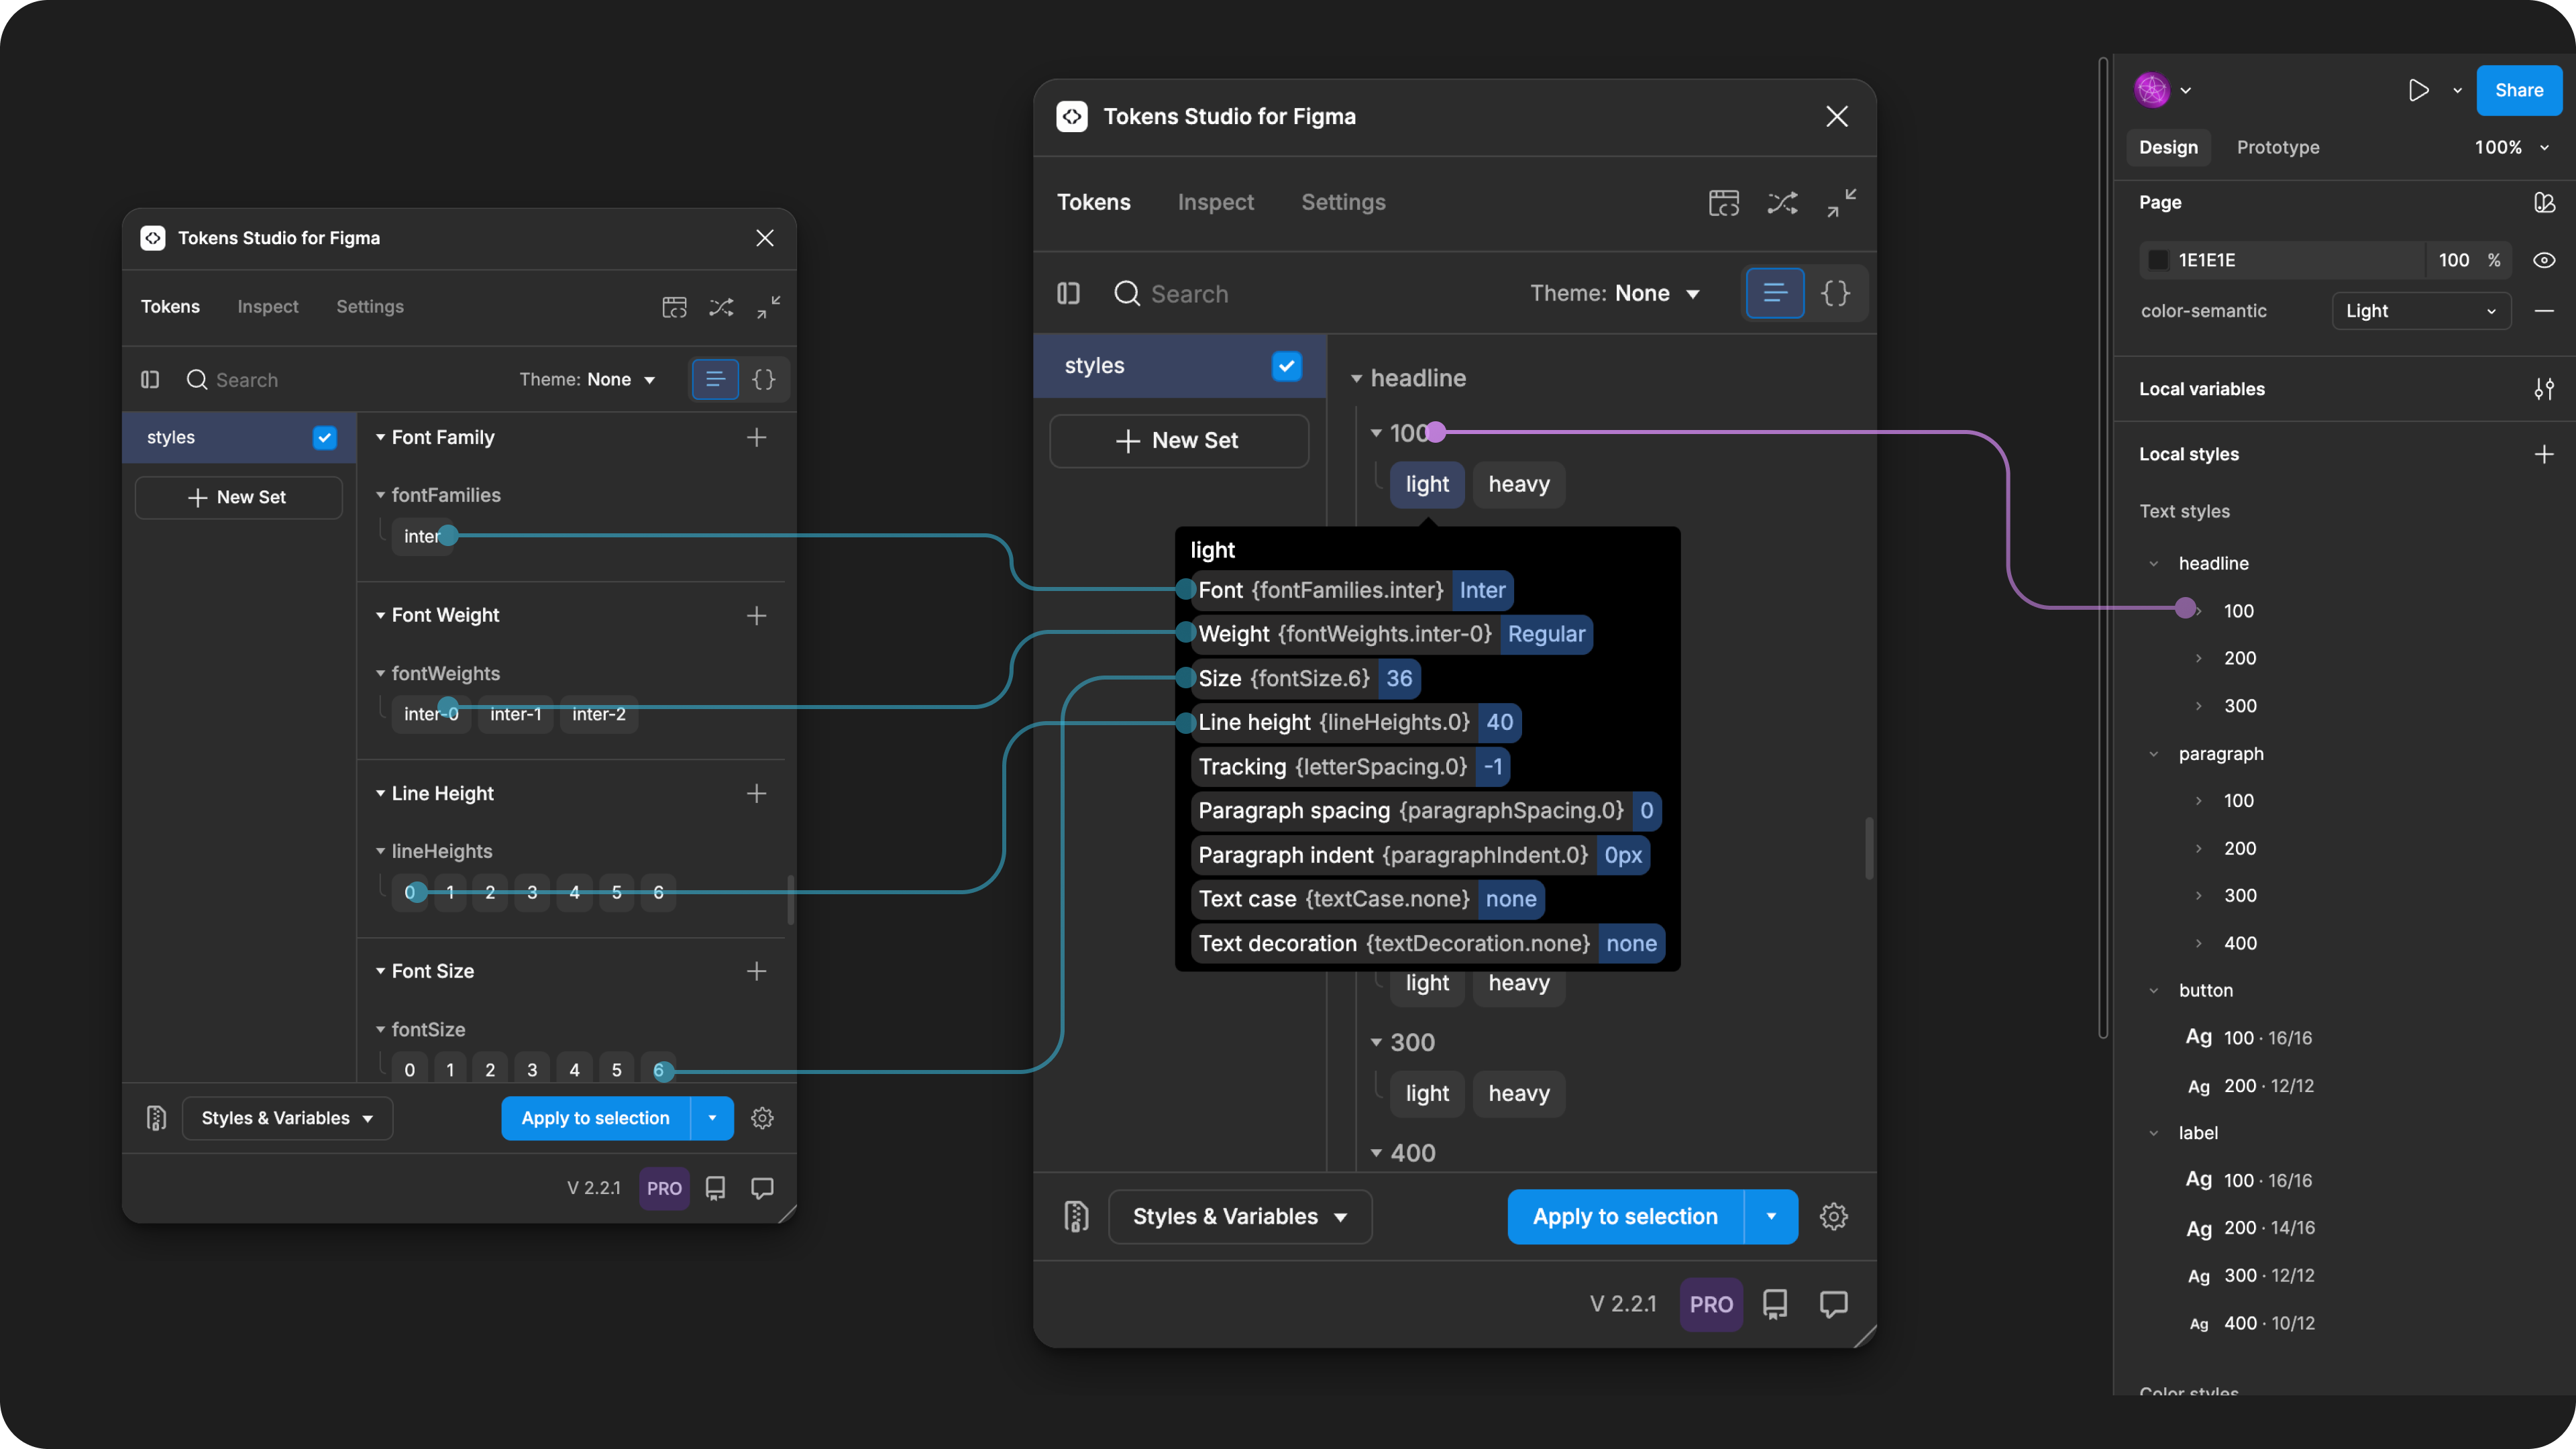 Tokens Studio for Figma
Tokens Inspect Settings
Search Theme: None {}
styles
New Set
Font Family
fontFamilies
inter
Font Weight
fontWeights
inter-0 inter-1 inter-2
Line Height
lineHeights
0 1 2 3 4 5 6
Font Size
fontSize
0 1 2 3 4 5 6
Styles & Variables Apply to selection
V 2.2.1 PRO
Tokens Studio for Figma
Tokens Inspect Settings
Search Theme: None {}
styles
New Set
headline
100
light heavy
light
Font {fontFamilies.inter} Inter
Weight {fontWeights.inter-0} Regular
Size {fontSize.6} 36
Line height {lineHeights.0} 40
Tracking {letterSpacing.0} -1
Paragraph spacing {paragraphSpacing.0} 0
Paragraph indent {paragraphIndent.0} 0px
Text case {textCase.none} none
Text decoration {textDecoration.none} none
light heavy
300
light heavy
400
Styles & Variables Apply to selection
V 2.2.1 PRO
Share
Design Prototype 100%
Page
1E1E1E 100 %
color-semantic Light
Local variables
Local styles
Text styles
headline
100
200
300
paragraph
100
200
300
400
button
Ag 100 · 16/16
Ag 200 · 12/12
label
Ag 100 · 16/16
Ag 200 · 14/16
Ag 300 · 12/12
Ag 400 · 10/12
Color styles